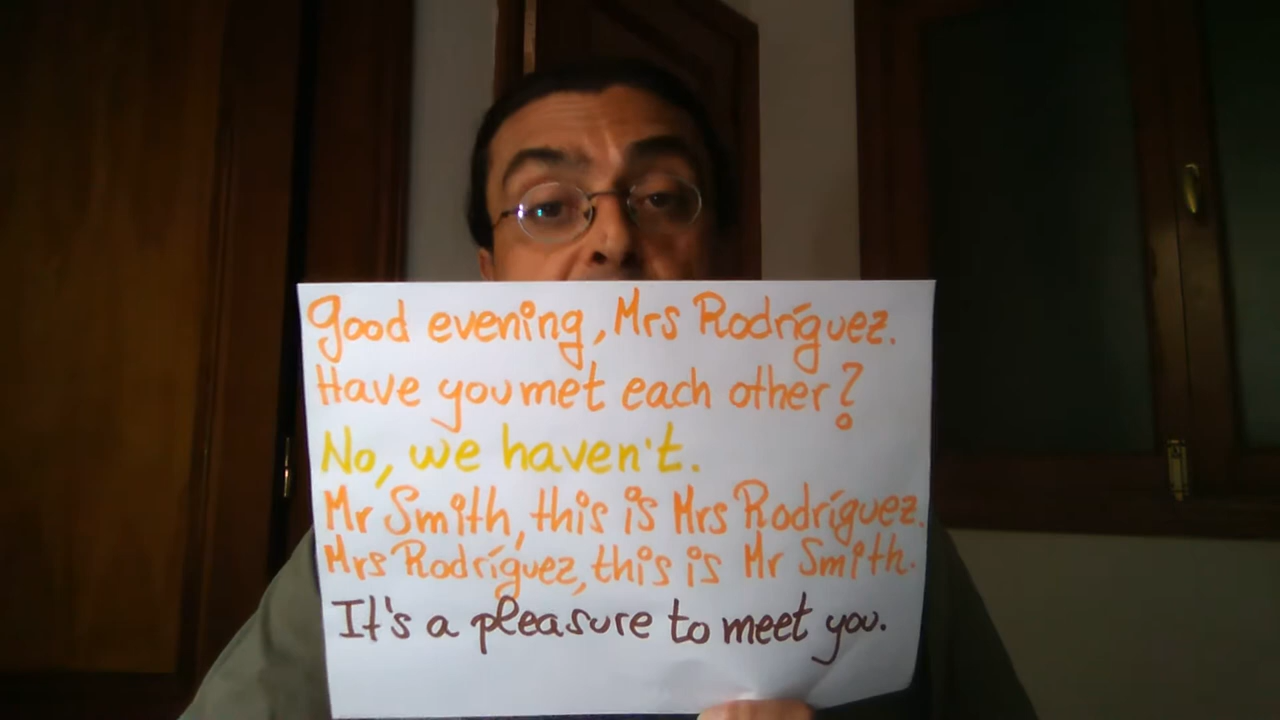 Good evening, Mrs Rodríguez.
Have you met each other?
No, we haven't.
Mr Smith, this is Mrs Rodríguez.
Mrs Rodríguez, this is Mr Smith.
It's a pleasure to meet you.